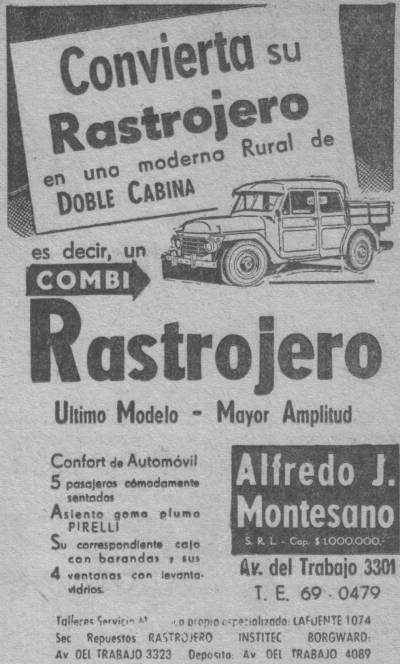 Convierta su
Rastrojero
en una moderna Rural de
DOBLE CABINA
es decir, un
COMBI
Rastrojero
Ultimo Modelo - Mayor Amplitud
Confort de Automóvil
5 pasajeros cómodamente
sentados
Asiento goma pluma
PIRELLI
Su correspondiente caja
con barandas y sus
4 ventanas con levanta-
vidrios.
Alfredo J.
Montesano
S. R. L. - Cap. $ 1.000.000.-
Av. del Trabajo 3301
T. E. 69 - 0479
Talleres Servicio propio especializado: LAFUENTE 1074
Sec Repuestos RASTROJERO INSTITEC BORGWARD:
Av DEL TRABAJO 3323 Deposito: Av DEL TRABAJO 4089